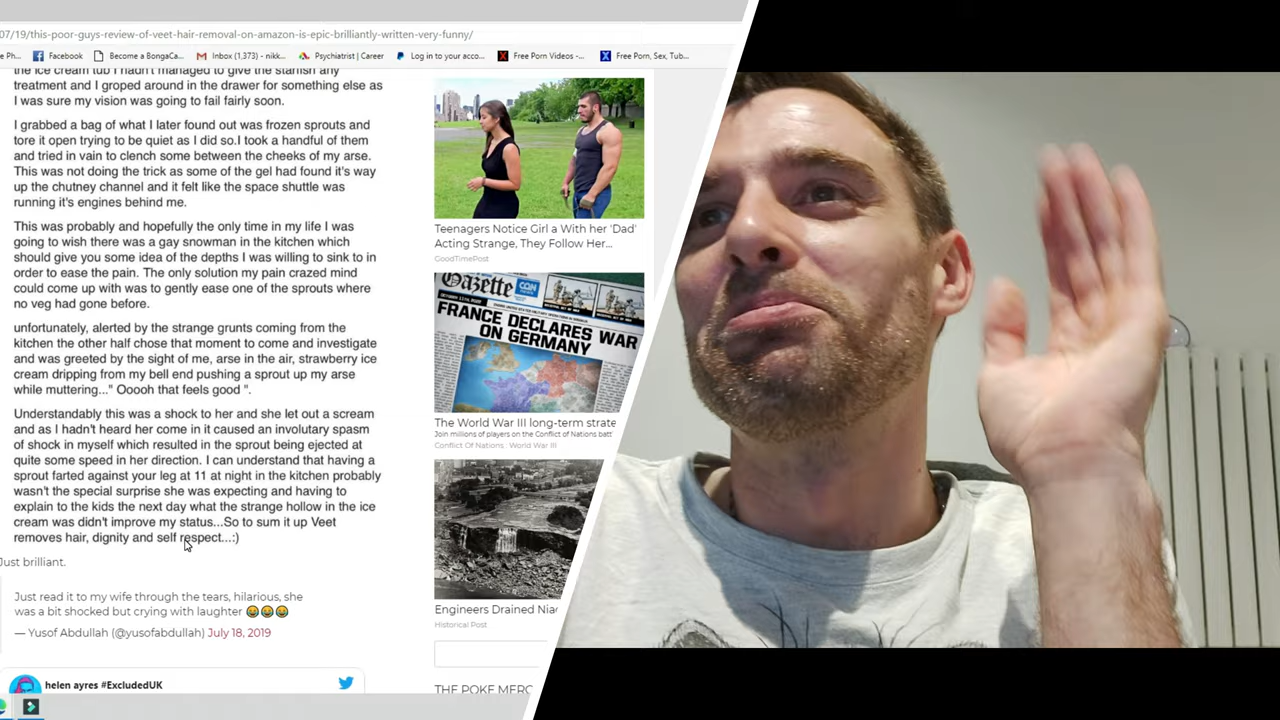 07/19/this-poor-guys-review-of-veet-hair-removal-on-amazon-is-epic-brilliantly-written-very-funny/
e Ph... Facebook Become a BongaCa... Inbox (1,373) - nikk... Psychiatrist | Career Log in to your acco... Free Porn Videos -... Free Porn, Sex, Tub...
the ice cream tub I hadn't managed to give the starfish any
treatment and I groped around in the drawer for something else as
I was sure my vision was going to fail fairly soon.
I grabbed a bag of what I later found out was frozen sprouts and
tore it open trying to be quiet as I did so.I took a handful of them
and tried in vain to clench some between the cheeks of my arse.
This was not doing the trick as some of the gel had found it's way
up the chutney channel and it felt like the space shuttle was
running it's engines behind me.
This was probably and hopefully the only time in my life I was
going to wish there was a gay snowman in the kitchen which
should give you some idea of the depths I was willing to sink to in
order to ease the pain. The only solution my pain crazed mind
could come up with was to gently ease one of the sprouts where
no veg had gone before.
unfortunately, alerted by the strange grunts coming from the
kitchen the other half chose that moment to come and investigate
and was greeted by the sight of me, arse in the air, strawberry ice
cream dripping from my bell end pushing a sprout up my arse
while muttering..." Ooooh that feels good ".
Understandably this was a shock to her and she let out a scream
and as I hadn't heard her come in it caused an involutary spasm
of shock in myself which resulted in the sprout being ejected at
quite some speed in her direction. I can understand that having a
sprout farted against your leg at 11 at night in the kitchen probably
wasn't the special surprise she was expecting and having to
explain to the kids the next day what the strange hollow in the ice
cream was didn't improve my status...So to sum it up Veet
removes hair, dignity and self respect...:)
Just brilliant.
Just read it to my wife through the tears, hilarious, she
was a bit shocked but crying with laughter 😂😂😂
— Yusof Abdullah (@yusofabdullah) July 18, 2019
helen ayres #ExcludedUK
Teenagers Notice Girl a With her 'Dad'
Acting Strange, They Follow Her...
GoodTimePost
Gazette
CON
FRANCE DECLARES WAR
ON GERMANY
The World War III long-term strate
Join millions of players on the Conflict of Nations batt
Conflict Of Nations : World War III
Engineers Drained Niag
Historical Post
THE POKE MERC